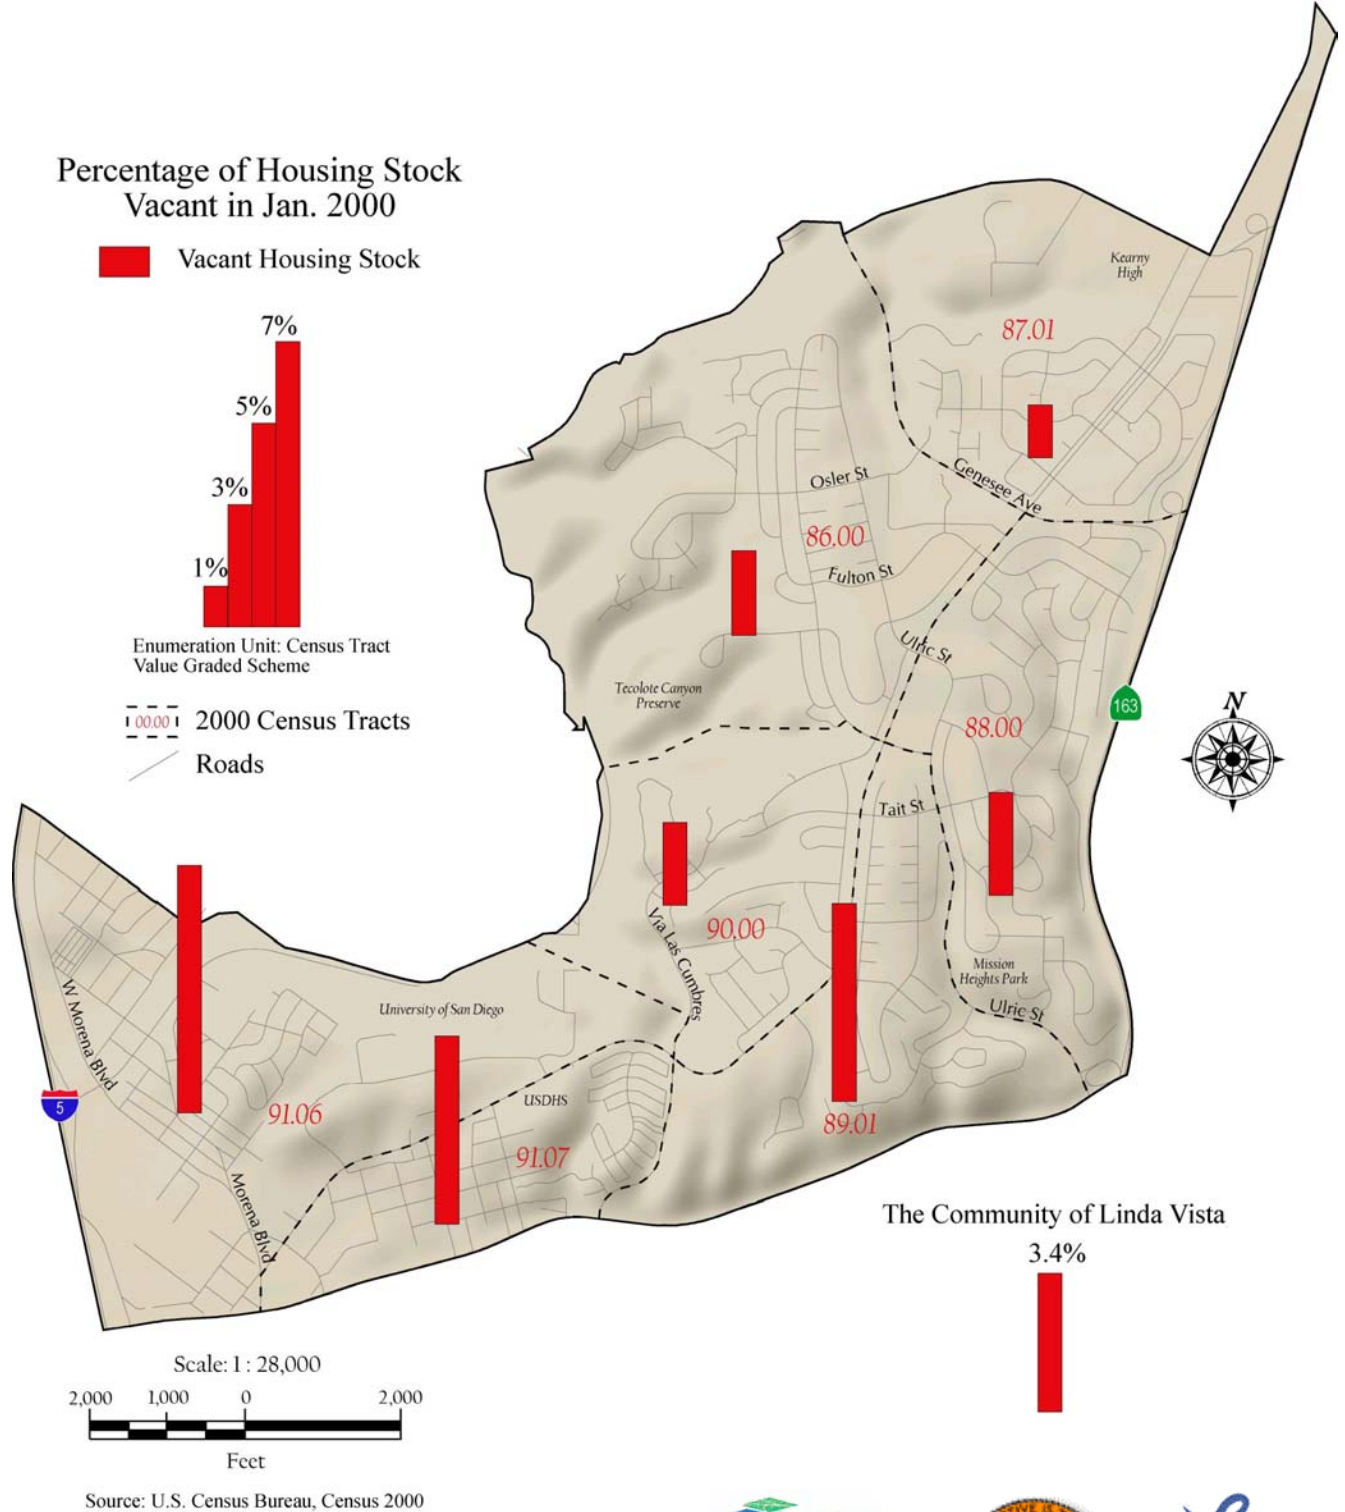 Percentage of Housing Stock
Vacant in Jan. 2000
Vacant Housing Stock
7%
5%
3%
1%
Enumeration Unit: Census Tract
Value Graded Scheme
00.00 2000 Census Tracts
Roads
Kearny
High
87.01
Genesee Ave
Osler St
86.00
Fulton St
Ulric St
Tecolote Canyon
Preserve
163
N
88.00
Tait St
90.00
Via Las Cumbres
Mission
Heights Park
Ulric St
University of San Diego
W Morena Blvd
5
USDHS
91.06
91.07
89.01
Morena Blvd
The Community of Linda Vista
3.4%
Scale: 1 : 28,000
2,000 1,000 0 2,000
Feet
Source: U.S. Census Bureau, Census 2000